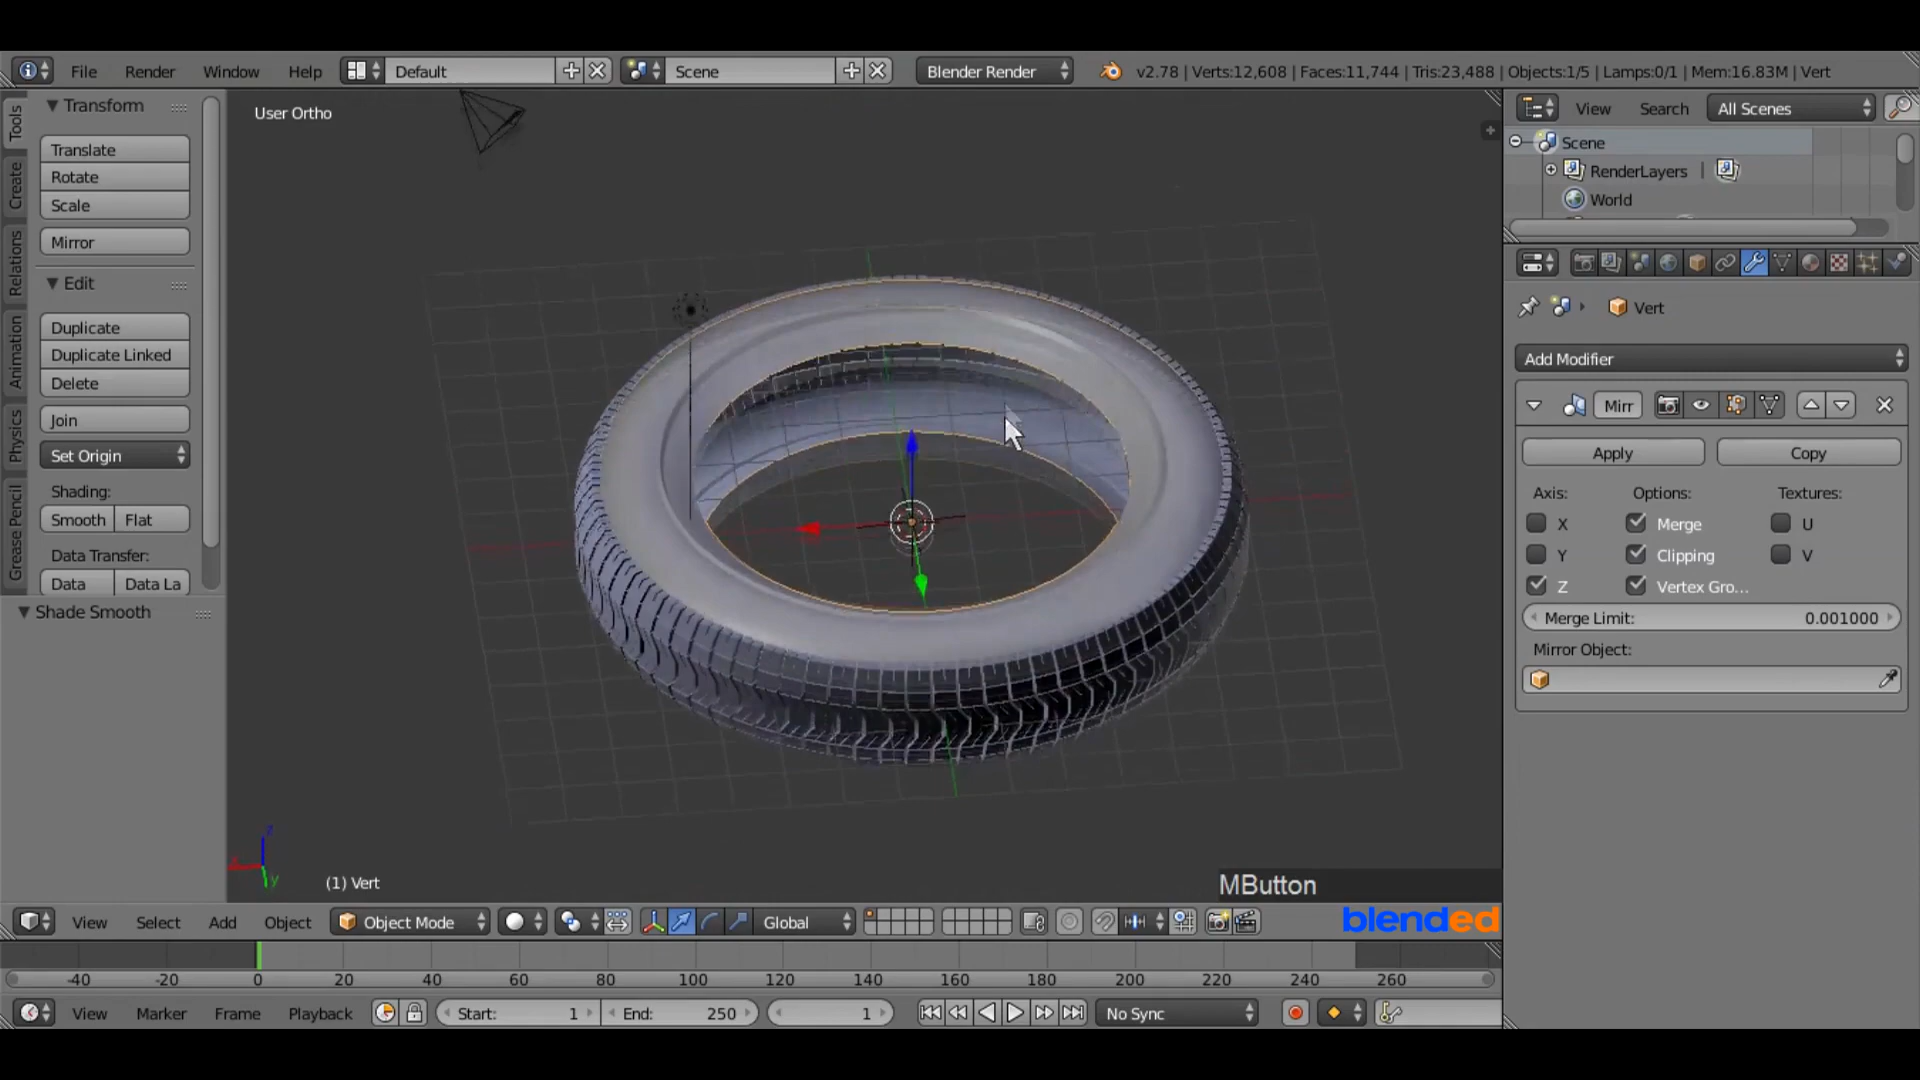 File Render Window Help Default Scene Blender Render v2.78 | Verts:12,608 | Faces:11,744 | Tris:23,488 | Objects:1/5 | Lamps:0/1 | Mem:16.83M | Vert
Tools
Create
Relations
Animation
Physics
Grease Pencil
Transform
Translate
Rotate
Scale
Mirror
Edit
Duplicate
Duplicate Linked
Delete
Join
Set Origin
Shading:
Smooth Flat
Data Transfer:
Data Data La
Shade Smooth
User Ortho
(1) Vert
MButton
blended
View Search All Scenes
Scene
RenderLayers |
World
Vert
Add Modifier
Mirr
Apply Copy
Axis: Options: Textures:
X Merge U
Y Clipping V
Z Vertex Gro...
Merge Limit: 0.001000
Mirror Object:
View Select Add Object Object Mode Global
-40 -20 0 20 40 60 80 100 120 140 160 180 200 220 240 260
View Marker Frame Playback Start: 1 End: 250 1 No Sync